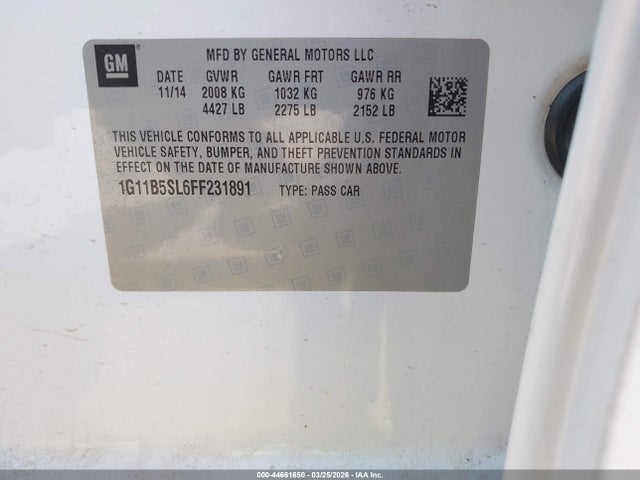 GM
MFD BY GENERAL MOTORS LLC
DATE GVWR GAWR FRT GAWR RR
11/14 2008 KG 1032 KG 976 KG
4427 LB 2275 LB 2152 LB
THIS VEHICLE CONFORMS TO ALL APPLICABLE U.S. FEDERAL MOTOR
VEHICLE SAFETY, BUMPER, AND THEFT PREVENTION STANDARDS IN
EFFECT ON THE DATE OF MANUFACTURE SHOWN ABOVE.
1G11B5SL6FF231891 TYPE: PASS CAR
000-44661650 03/25/2026 - IAAI.COM